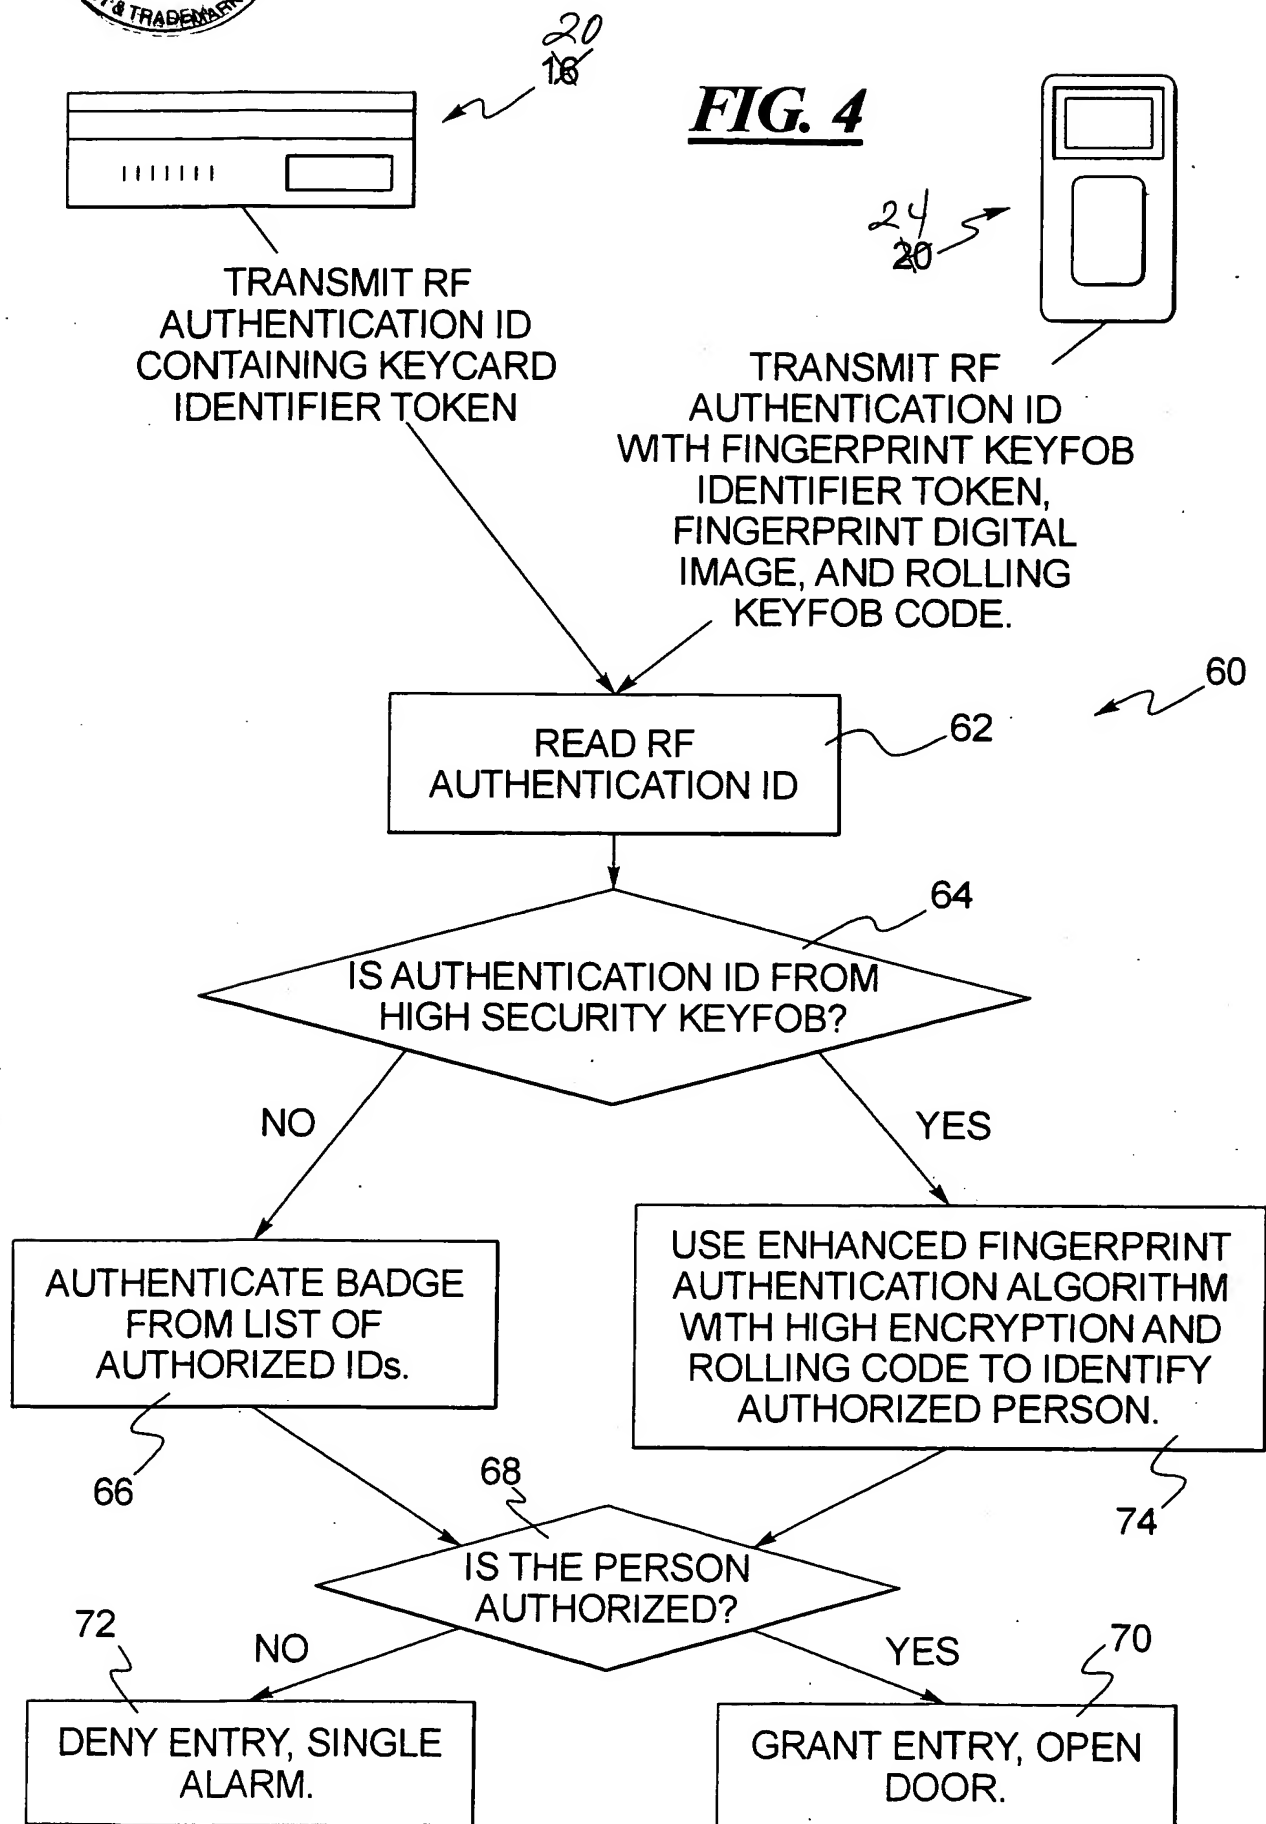 & TRADEMARK
20
16
FIG. 4
24
20
TRANSMIT RF
AUTHENTICATION ID
CONTAINING KEYCARD
IDENTIFIER TOKEN
TRANSMIT RF
AUTHENTICATION ID
WITH FINGERPRINT KEYFOB
IDENTIFIER TOKEN,
FINGERPRINT DIGITAL
IMAGE, AND ROLLING
KEYFOB CODE.
60
READ RF
AUTHENTICATION ID
62
64
IS AUTHENTICATION ID FROM
HIGH SECURITY KEYFOB?
NO
YES
AUTHENTICATE BADGE
FROM LIST OF
AUTHORIZED IDs.
USE ENHANCED FINGERPRINT
AUTHENTICATION ALGORITHM
WITH HIGH ENCRYPTION AND
ROLLING CODE TO IDENTIFY
AUTHORIZED PERSON.
66
68
74
IS THE PERSON
AUTHORIZED?
72
NO
YES
70
DENY ENTRY, SINGLE
ALARM.
GRANT ENTRY, OPEN
DOOR.